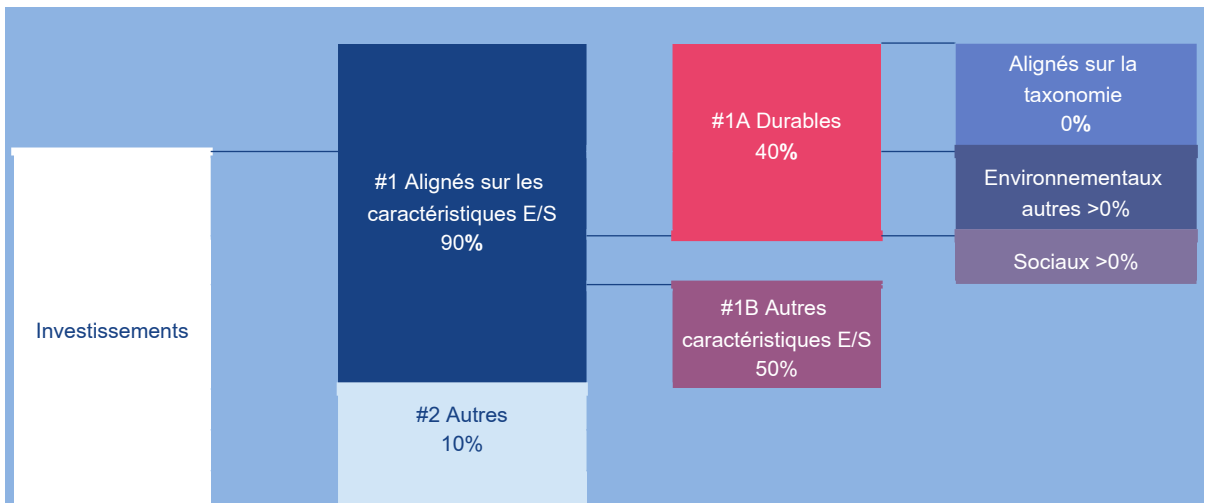 Investissements
#1 Alignés sur les
caractéristiques E/S
90%
#2 Autres
10%
#1A Durables
40%
#1B Autres
caractéristiques E/S
50%
Alignés sur la
taxonomie
0%
Environnementaux
autres >0%
Sociaux >0%